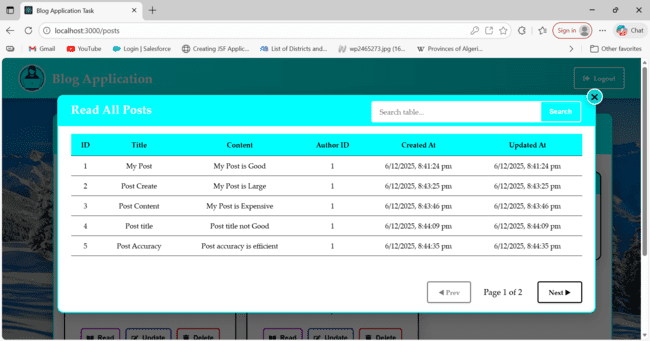 Blog Application Task
localhost:3000/posts
Sign in
Chat
Gmail
YouTube
Login | Salesforce
Creating JSF Applic...
List of Districts and...
wp2465273.jpg (16...
Provinces of Algeri...
Other favorites
Blog Application
Logout
Read All Posts
Search table...
Search
ID Title Content Author ID Created At Updated At
1 My Post My Post is Good 1 6/12/2025, 8:41:24 pm 6/12/2025, 8:41:24 pm
2 Post Create My Post is Large 1 6/12/2025, 8:43:25 pm 6/12/2025, 8:43:25 pm
3 Post Content My Post is Expensive 1 6/12/2025, 8:43:46 pm 6/12/2025, 8:43:46 pm
4 Post title Post title not Good 1 6/12/2025, 8:44:09 pm 6/12/2025, 8:44:09 pm
5 Post Accuracy Post accuracy is efficient 1 6/12/2025, 8:44:35 pm 6/12/2025, 8:44:35 pm
Prev Page 1 of 2 Next
Read Update Delete Read Update Delete